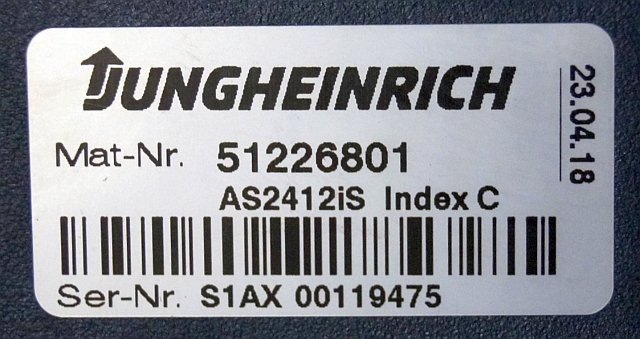 JUNGHEINRICH
Mat-Nr. 51226801
AS2412iS Index C
Ser-Nr. S1AX 00119475
23.04.18